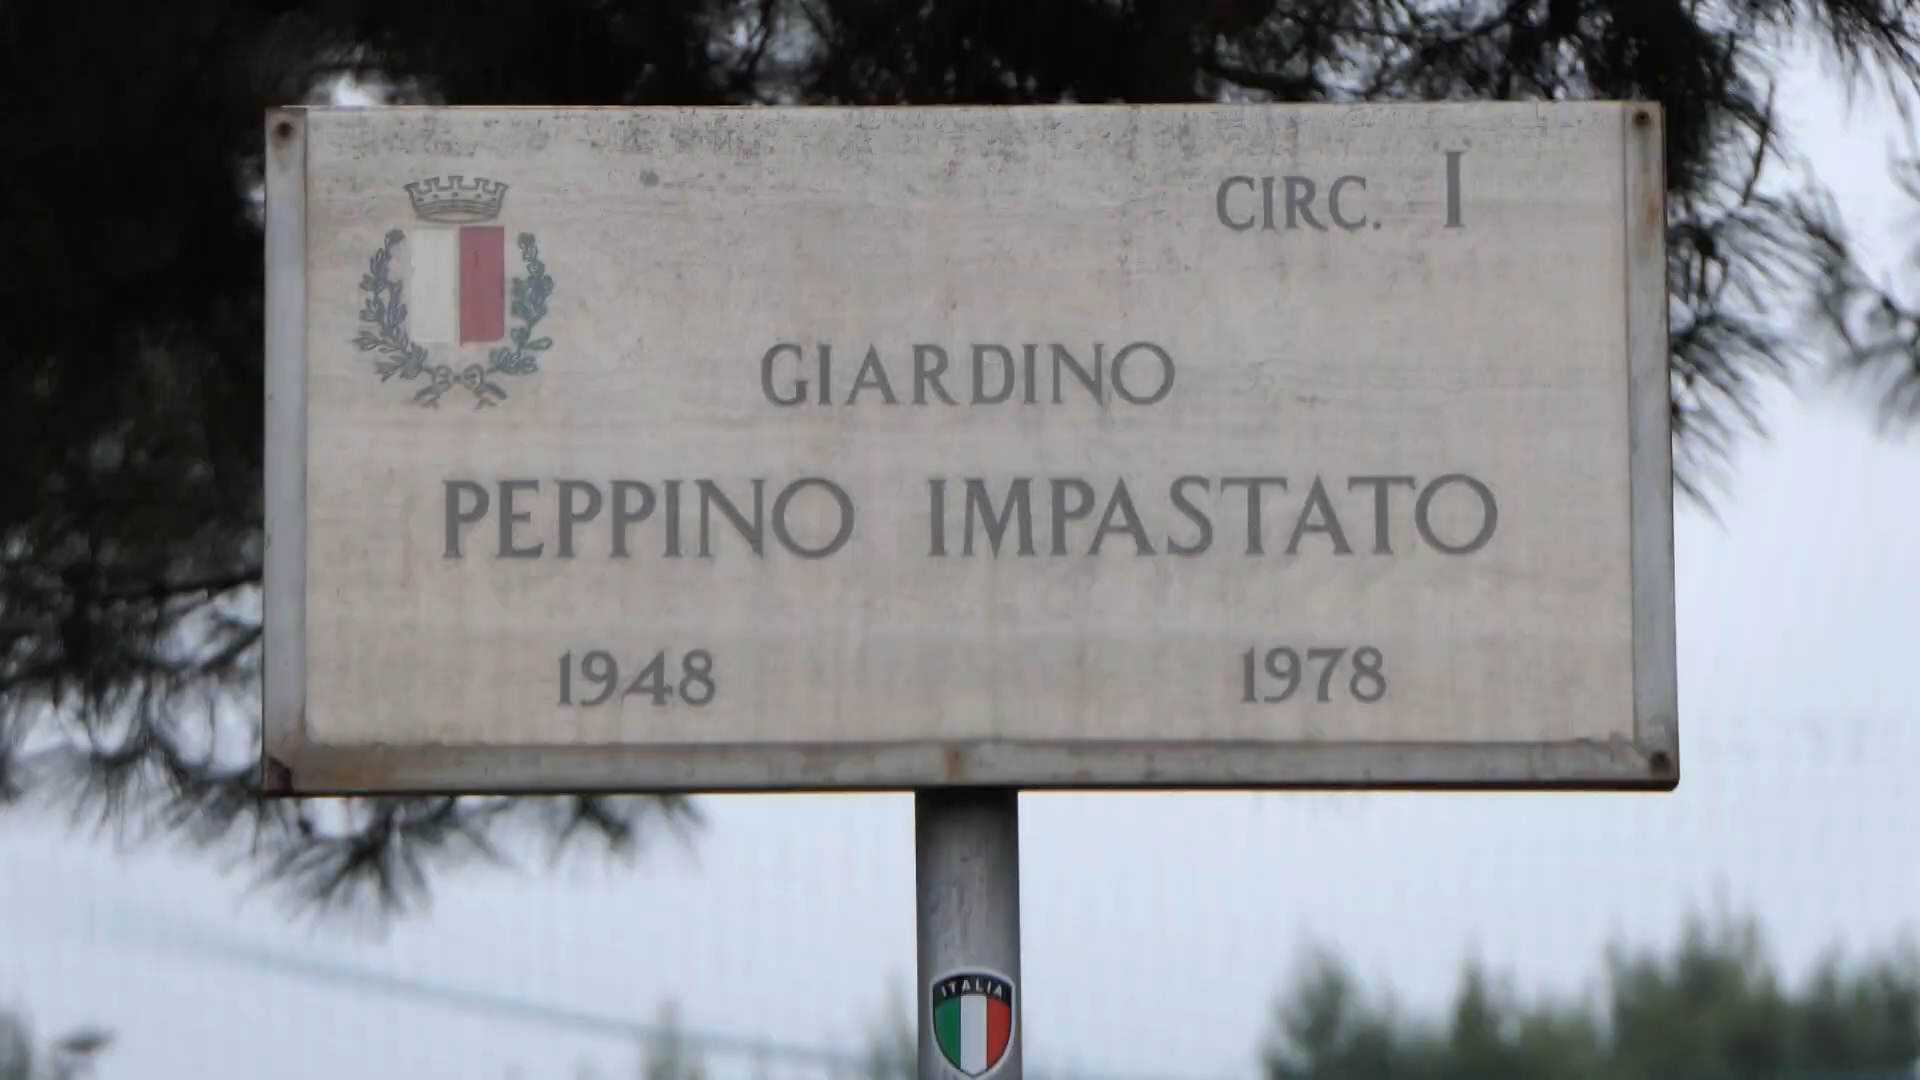 CIRC. I
GIARDINO
PEPPINO IMPASTATO
1948 1978
ITALIA